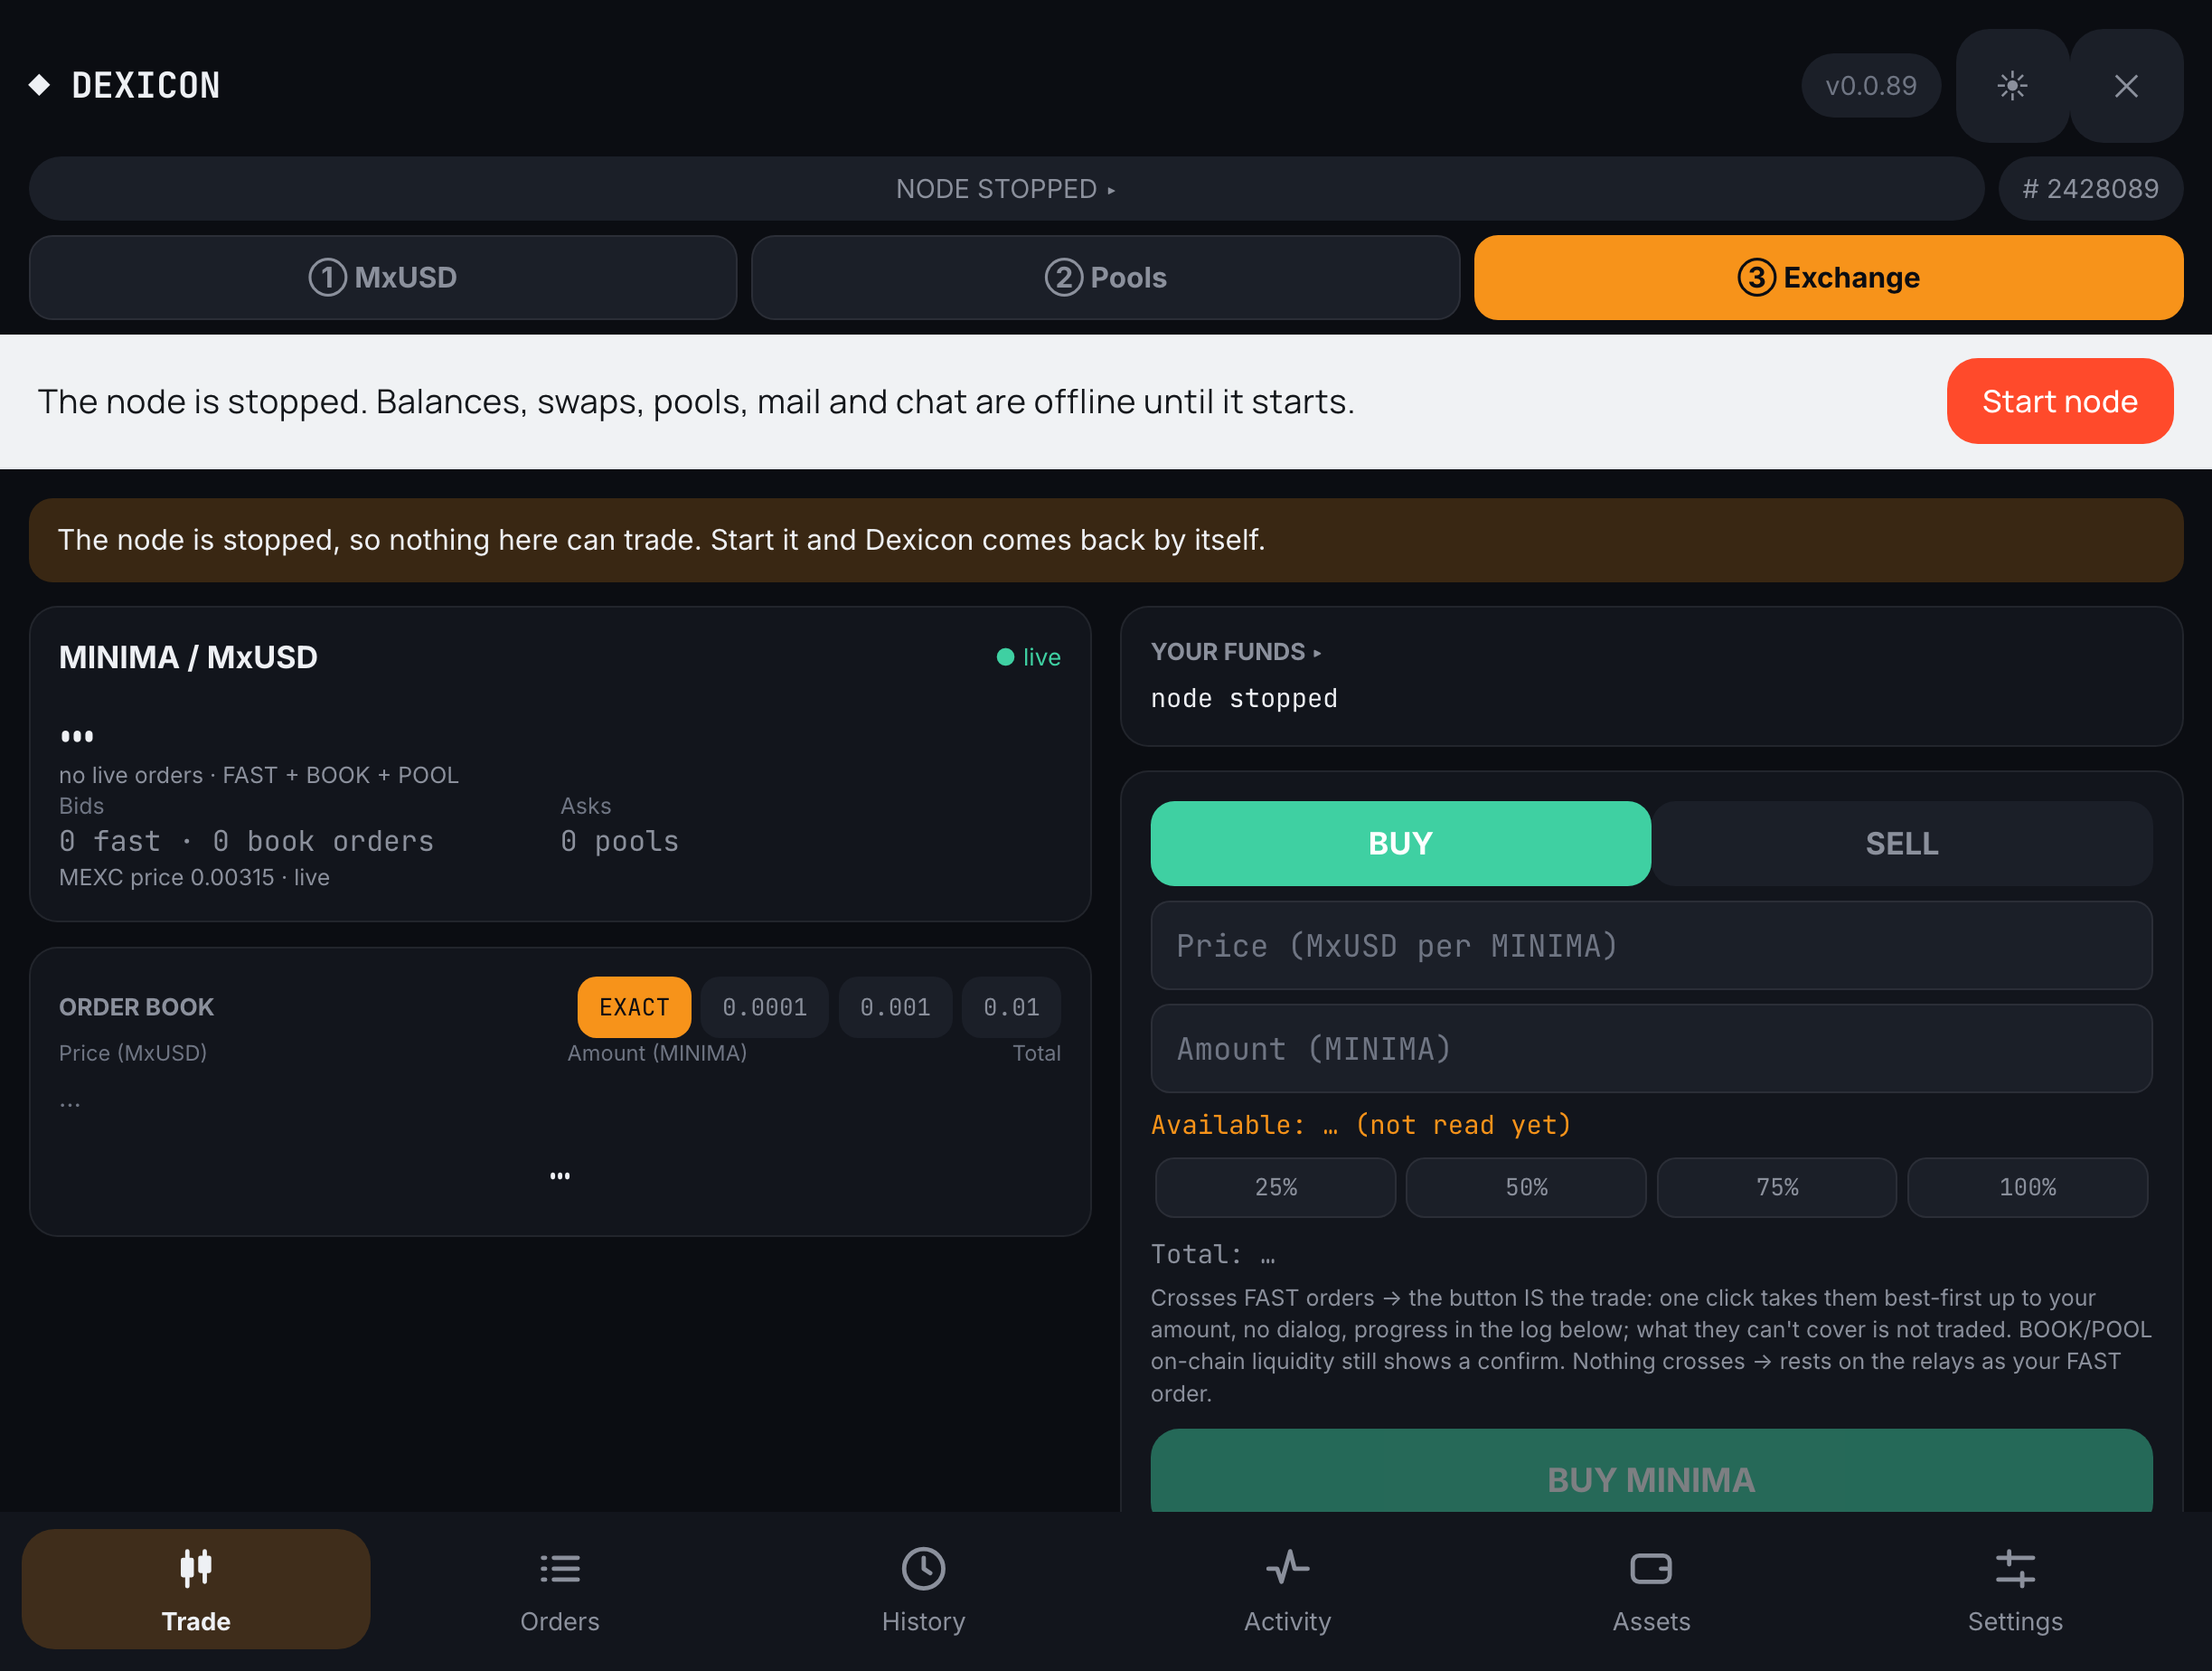 ◆ DEXICON
v0.0.89
NODE STOPPED ▸
# 2428089
① MxUSD
② Pools
③ Exchange
The node is stopped. Balances, swaps, pools, mail and chat are offline until it starts.
Start node
The node is stopped, so nothing here can trade. Start it and Dexicon comes back by itself.
MINIMA / MxUSD
● live
…
no live orders · FAST + BOOK + POOL
Bids
Asks
0 fast · 0 book orders
0 pools
MEXC price 0.00315 · live
ORDER BOOK
EXACT
0.0001
0.001
0.01
Price (MxUSD)
Amount (MINIMA)
Total
…
…
YOUR FUNDS ▸
node stopped
BUY
SELL
Price (MxUSD per MINIMA)
Amount (MINIMA)
Available: … (not read yet)
25%
50%
75%
100%
Total: …
Crosses FAST orders → the button IS the trade: one click takes them best-first up to your
amount, no dialog, progress in the log below; what they can't cover is not traded. BOOK/POOL
on-chain liquidity still shows a confirm. Nothing crosses → rests on the relays as your FAST
order.
BUY MINIMA
Trade
Orders
History
Activity
Assets
Settings